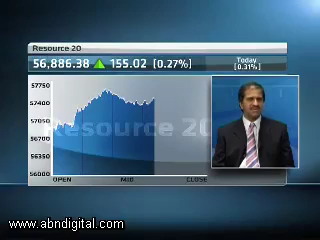 Resource 20
56,886.38 155.02 [0.27%]
Today
[0.31%]
57750
57400
57050
56700
56350
56000
Resource 20
OPEN MID CLOSE
www.abndigital.com